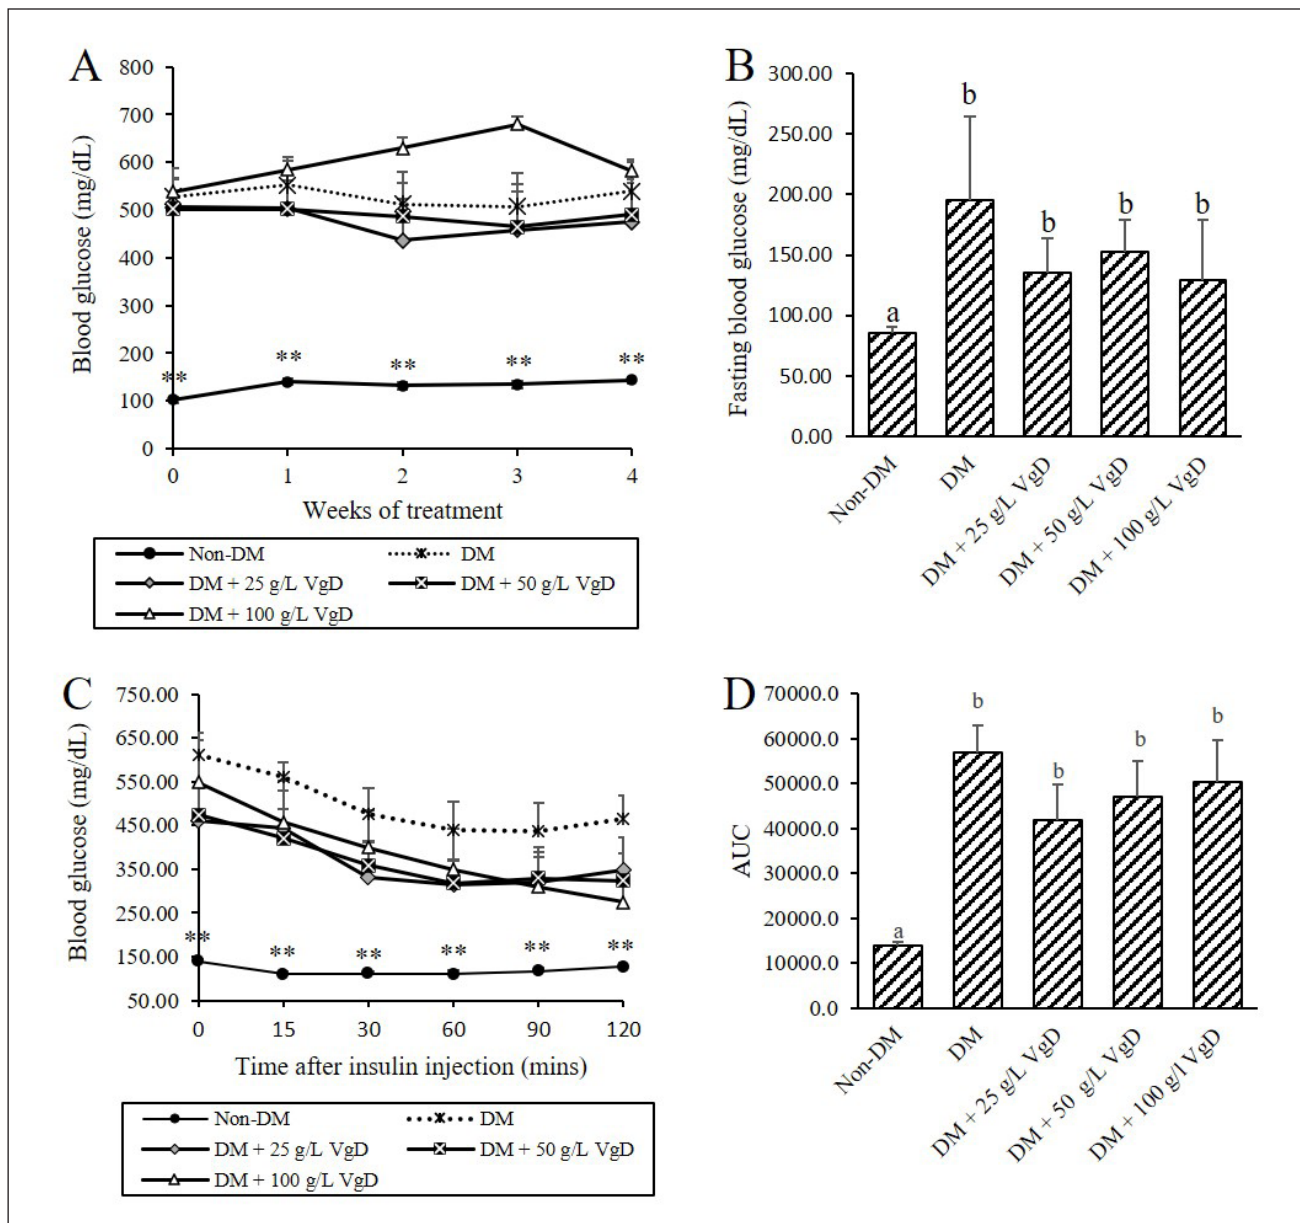 A
Blood glucose (mg/dL)
800
700
600
500
400
300
200
100
0
** ** ** ** **
0 1 2 3 4
Weeks of treatment
Non-DM DM
DM + 25 g/L VgD DM + 50 g/L VgD
DM + 100 g/L VgD
B
Fasting blood glucose (mg/dL)
300.00
250.00
200.00
150.00
100.00
50.00
0.00
a b b b b
Non-DM
DM
DM + 25 g/L VgD
DM + 50 g/L VgD
DM + 100 g/L VgD
C
Blood glucose (mg/dL)
750.00
650.00
550.00
450.00
350.00
250.00
150.00
50.00
** ** ** ** ** **
0 15 30 60 90 120
Time after insulin injection (mins)
Non-DM DM
DM + 25 g/L VgD DM + 50 g/L VgD
DM + 100 g/L VgD
D
AUC
70000.0
60000.0
50000.0
40000.0
30000.0
20000.0
10000.0
0.0
a b b b b
Non-DM
DM
DM + 25 g/L VgD
DM + 50 g/L VgD
DM + 100 g/l VgD